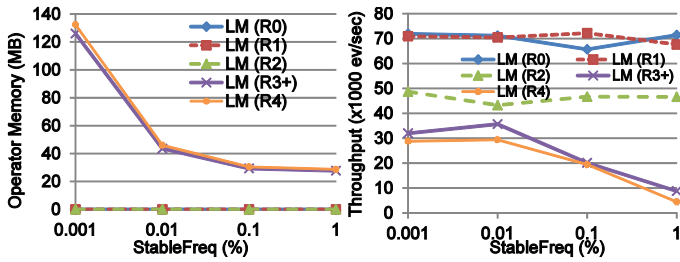 Operator Memory (MB)
140
120
100
80
60
40
20
0
LM (R0)
LM (R1)
LM (R2)
LM (R3+)
LM (R4)
0.001
0.01
0.1
1
StableFreq (%)
Throughput (x1000 ev/sec)
80
70
60
50
40
30
20
10
0
LM (R0)
LM (R1)
LM (R2)
LM (R3+)
LM (R4)
0.001
0.01
0.1
1
StableFreq (%)